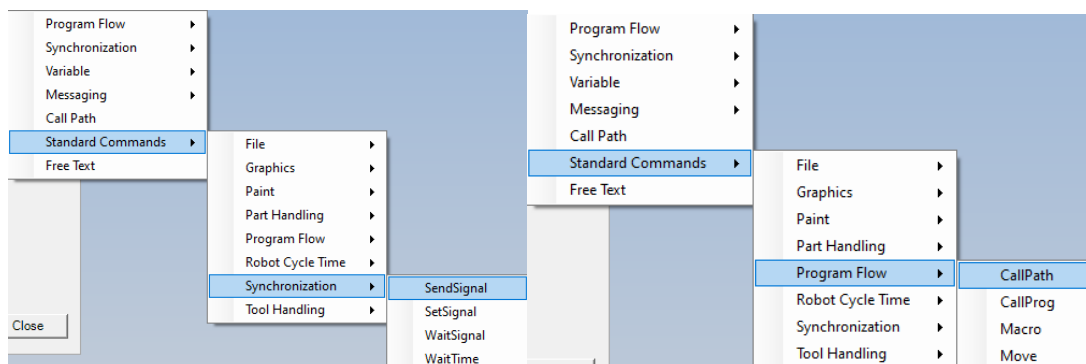 Program Flow
Synchronization
Variable
Messaging
Call Path
Standard Commands
Free Text
File
Graphics
Paint
Part Handling
Program Flow
Robot Cycle Time
Synchronization
Tool Handling
SendSignal
SetSignal
WaitSignal
WaitTime
Close
Program Flow
Synchronization
Variable
Messaging
Call Path
Standard Commands
Free Text
File
Graphics
Paint
Part Handling
Program Flow
Robot Cycle Time
Synchronization
Tool Handling
CallPath
CallProg
Macro
Move